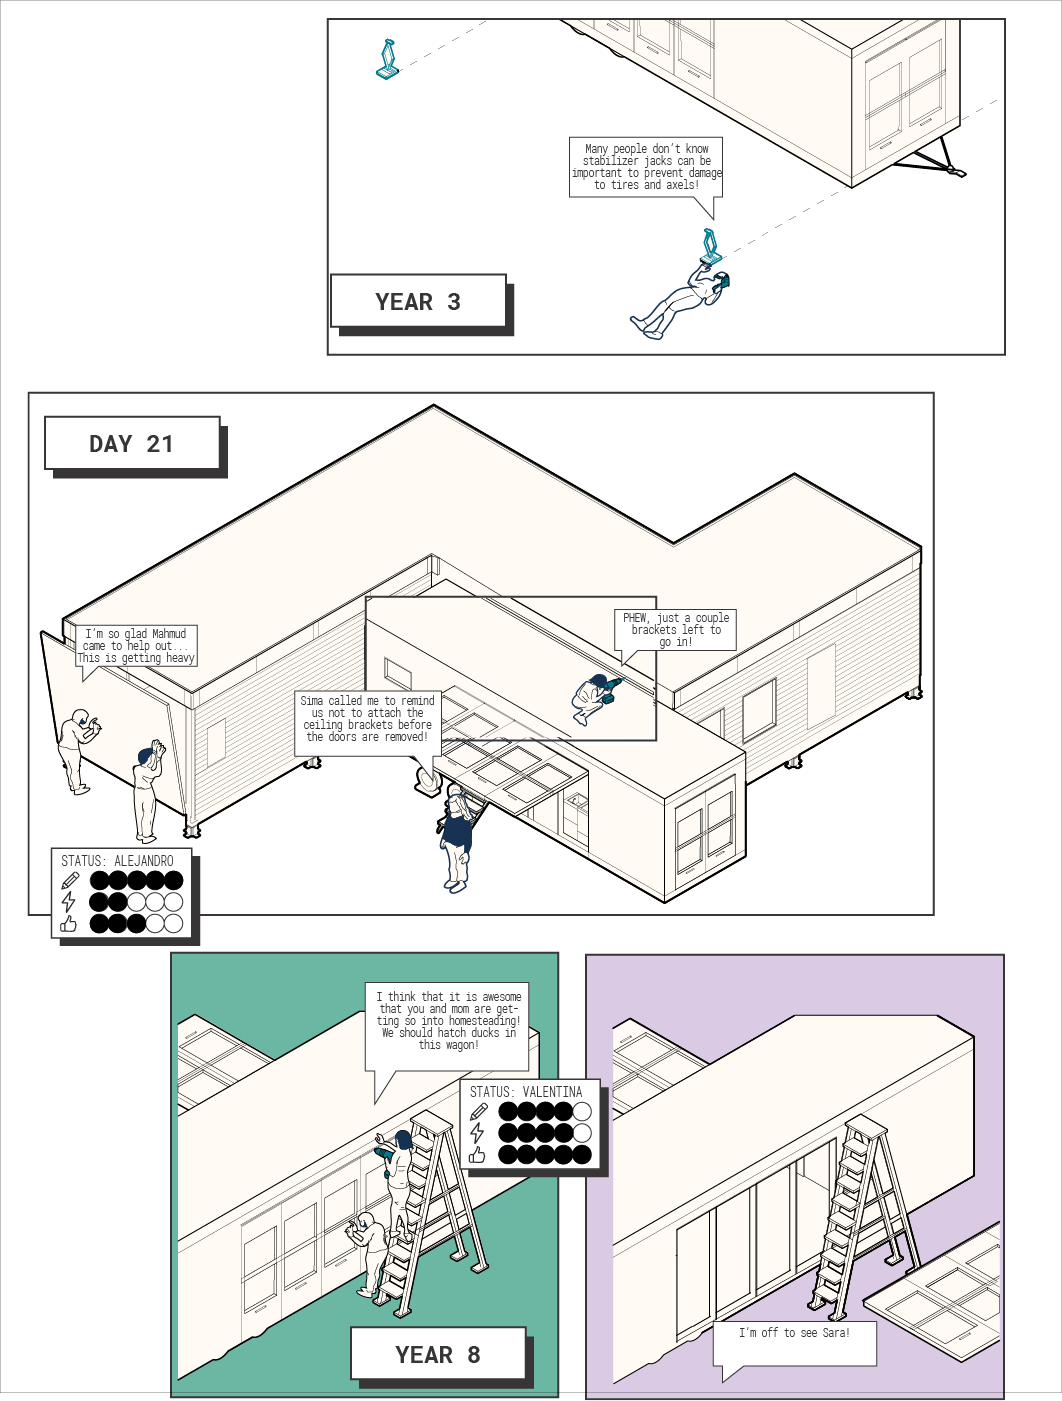 Many people don't know
stabilizer jacks can be
important to prevent damage
to tires and axels!
YEAR 3
DAY 21
I'm so glad Mahmud
came to help out...
This is getting heavy
PHEW, just a couple
brackets left to
go in!
Sima called me to remind
us not to attach the
ceiling brackets before
the doors are removed!
STATUS: ALEJANDRO
I think that it is awesome
that you and mom are get-
ting so into homesteading!
We should hatch ducks in
this wagon!
STATUS: VALENTINA
YEAR 8
I'm off to see Sara!